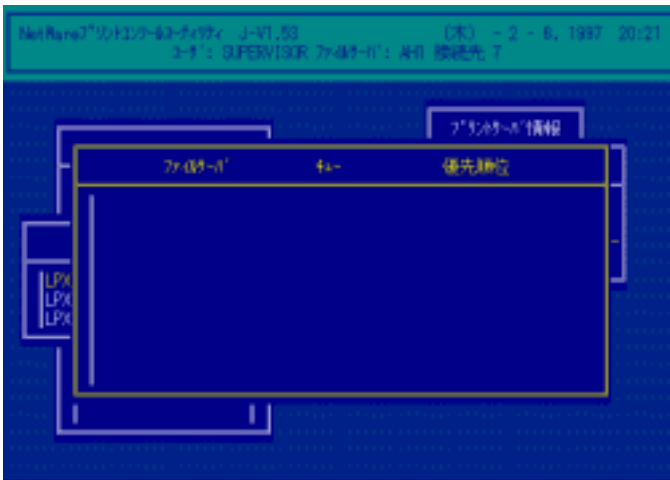 NetWareプリントコンソールユーティリティ J-V1.53 (木) - 2 - 6, 1997 20:21
ユーザ: SUPERVISOR ファイルサーバ: AHI 接続先 7
プリントサーバ情報
ファイルサーバ キュー 優先順位
LPX
LPX
LPX